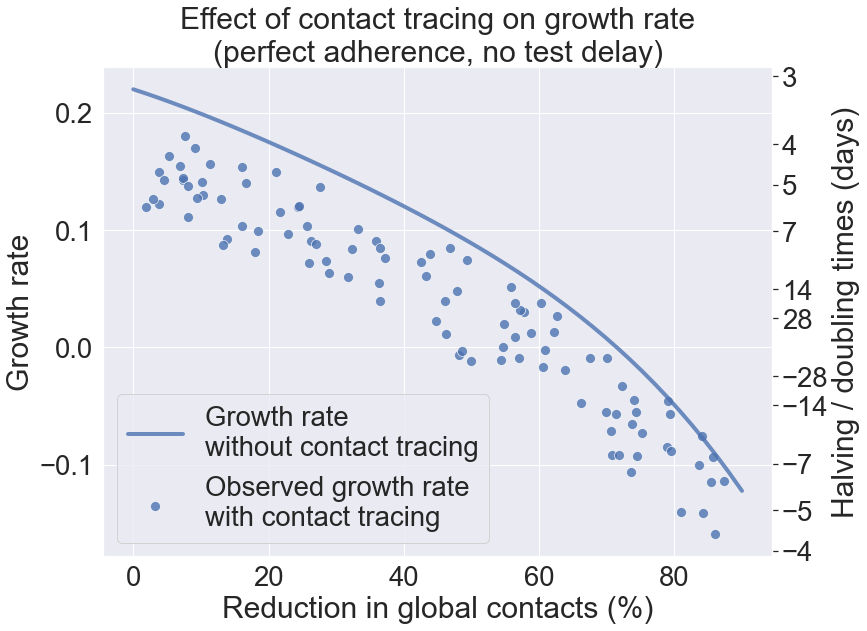 Effect of contact tracing on growth rate
(perfect adherence, no test delay)
Growth rate
0.2
0.1
0.0
−0.1
3
4
5
7
14
28
−28
−14
−7
−5
−4
Halving / doubling times (days)
Growth rate
without contact tracing
Observed growth rate
with contact tracing
0
20
40
60
80
Reduction in global contacts (%)